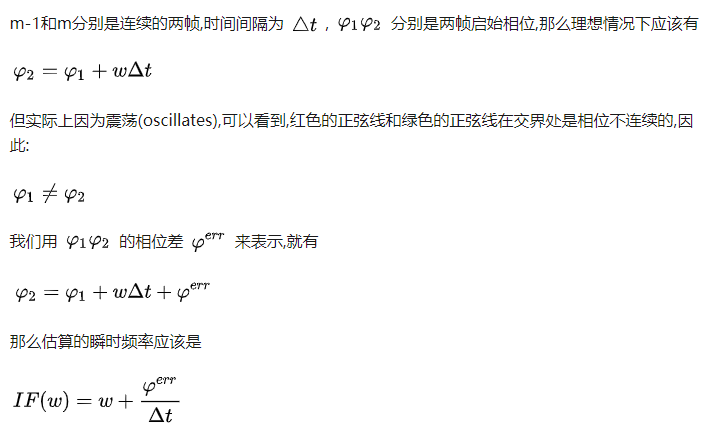 m-1和m分别是连续的两帧,时间间隔为 △t , φ₁φ₂ 分别是两帧启始相位,那么理想情况下应该有
φ₂ = φ₁ + wΔt
但实际上因为震荡(oscillates),可以看到,红色的正弦线和绿色的正弦线在交界处是相位不连续的,因
此:
φ₁ ≠ φ₂
我们用 φ₁φ₂ 的相位差 φᵉʳʳ 来表示,就有
φ₂ = φ₁ + wΔt + φᵉʳʳ
那么估算的瞬时频率应该是
IF(w) = w + φᵉʳʳ/Δt